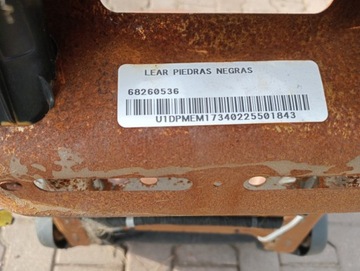 LEAR PIEDRAS NEGRAS
68260536
U1DPMEM17340225501843